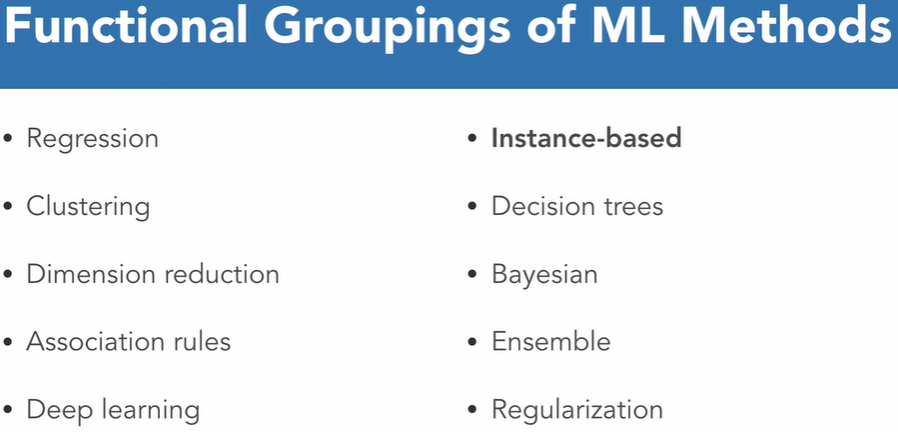 Functional Groupings of ML Methods
• Regression
• Clustering
• Dimension reduction
• Association rules
• Deep learning
• Instance-based
• Decision trees
• Bayesian
• Ensemble
• Regularization